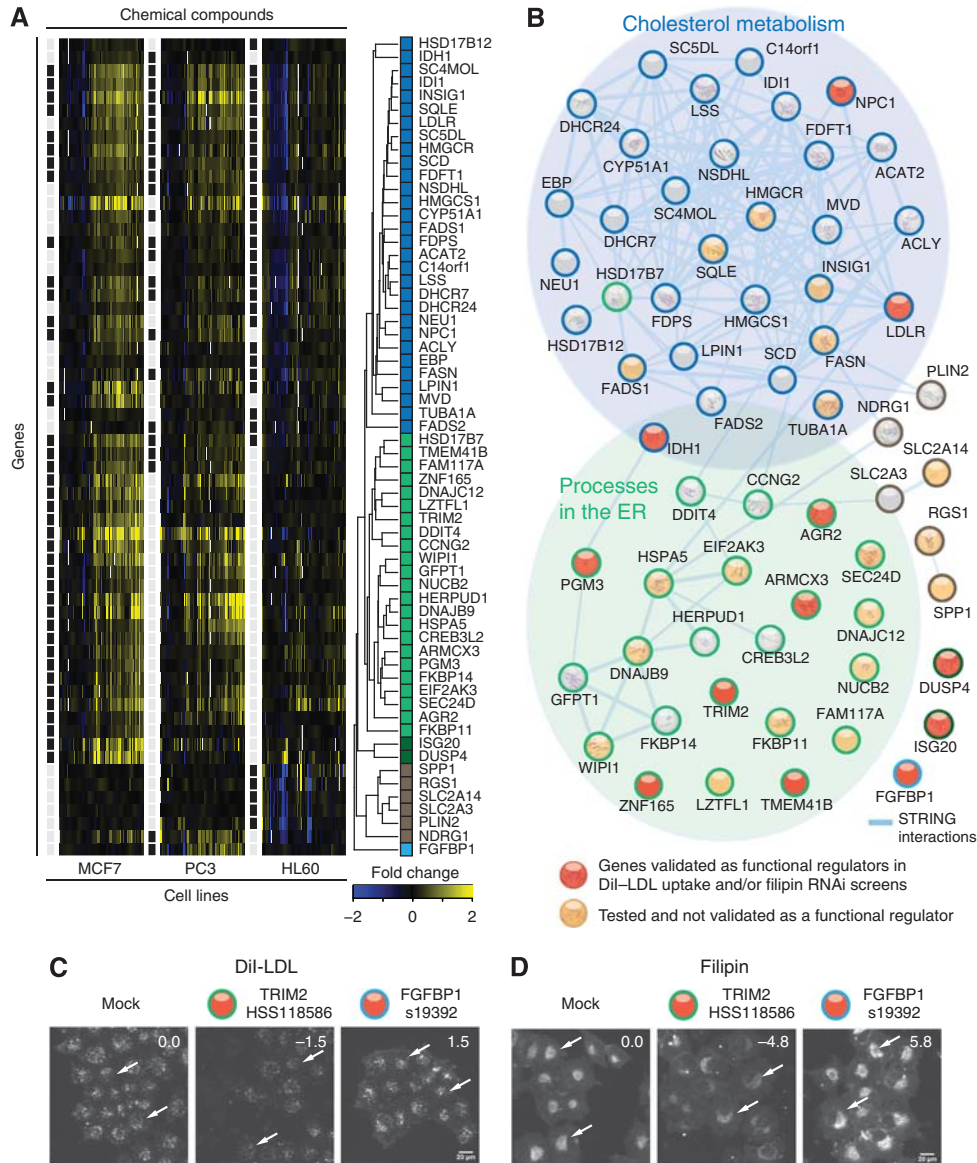 A
Chemical compounds
Genes
HSD17B12
IDH1
SC4MOL
IDI1
INSIG1
SQLE
LDLR
SC5DL
HMGCR
SCD
FDFT1
NSDHL
HMGCS1
CYP51A1
FADS1
FDPS
ACAT2
C14orf1
LSS
DHCR7
DHCR24
NEU1
NPC1
ACLY
EBP
FASN
LPIN1
MVD
TUBA1A
FADS2
HSD17B7
TMEM41B
FAM117A
ZNF165
DNAJC12
LZTFL1
TRIM2
DDIT4
CCNG2
WIPI1
GFPT1
NUCB2
HERPUD1
DNAJB9
HSPA5
CREB3L2
ARMCX3
PGM3
FKBP14
EIF2AK3
SEC24D
AGR2
FKBP11
ISG20
DUSP4
SPP1
RGS1
SLC2A14
SLC2A3
PLIN2
NDRG1
FGFBP1
MCF7 PC3 HL60
Cell lines
Fold change
−2 0 2
B
Cholesterol metabolism
SC5DL
C14orf1
LSS
IDI1
NPC1
DHCR24
FDFT1
CYP51A1
NSDHL
ACAT2
EBP
HMGCR
SC4MOL
MVD
DHCR7
ACLY
SQLE
NEU1
HSD17B7
INSIG1
FDPS
HMGCS1
LDLR
HSD17B12
LPIN1
SCD
FASN
FADS1
PLIN2
FADS2
TUBA1A
NDRG1
IDH1
SLC2A14
Processes
in the ER
CCNG2
SLC2A3
DDIT4
AGR2
RGS1
HSPA5
EIF2AK3
SEC24D
PGM3
ARMCX3
SPP1
HERPUD1
DNAJC12
CREB3L2
DNAJB9
NUCB2
DUSP4
GFPT1
TRIM2
FAM117A
FKBP14
FKBP11
ISG20
WIPI1
FGFBP1
ZNF165
LZTFL1
TMEM41B
STRING
interactions
Genes validated as functional regulators in
DiI–LDL uptake and/or filipin RNAi screens
Tested and not validated as a functional regulator
C
DiI-LDL
Mock
TRIM2
HSS118586
FGFBP1
s19392
0.0
−1.5
1.5
20 µm
D
Filipin
Mock
TRIM2
HSS118586
FGFBP1
s19392
0.0
−4.8
5.8
20 µm